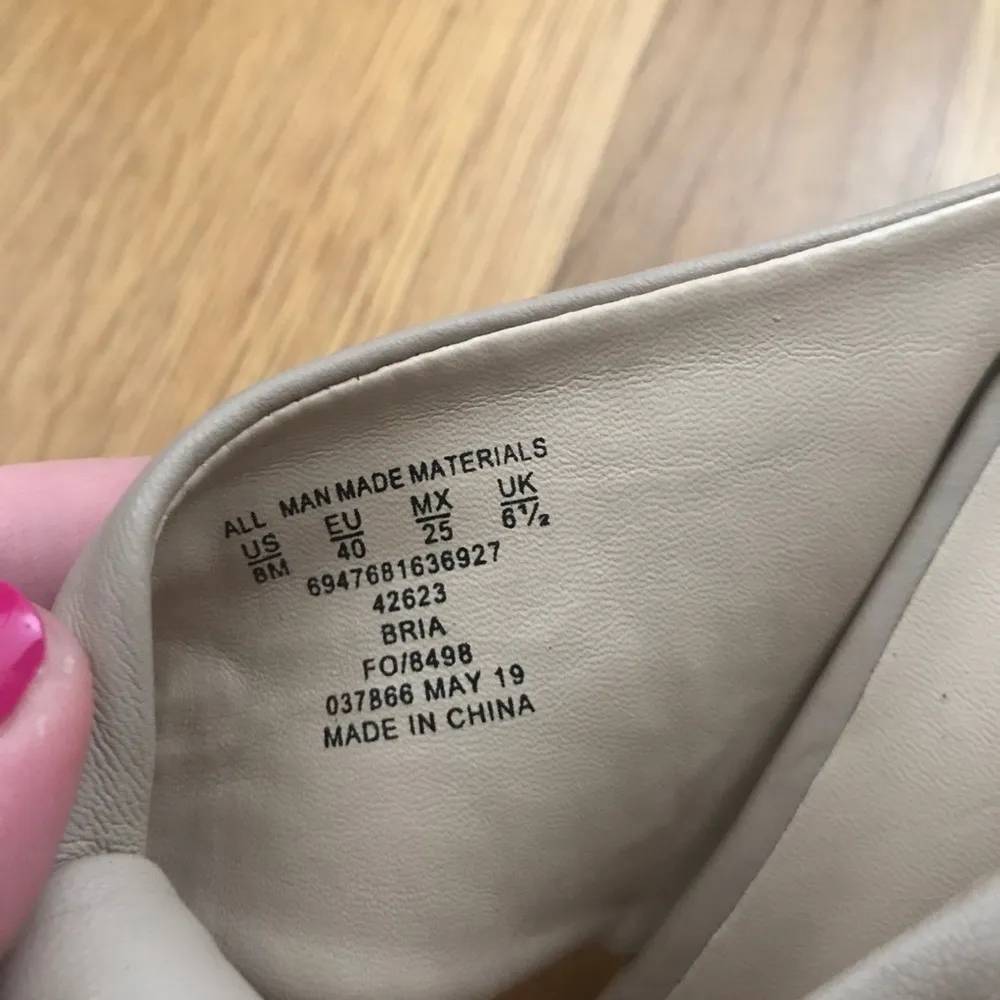 ALL MAN MADE MATERIALS
US EU MX UK
8M 40 25 6½
6947681636927
42623
BRIA
FO/8498
037866 MAY 19
MADE IN CHINA